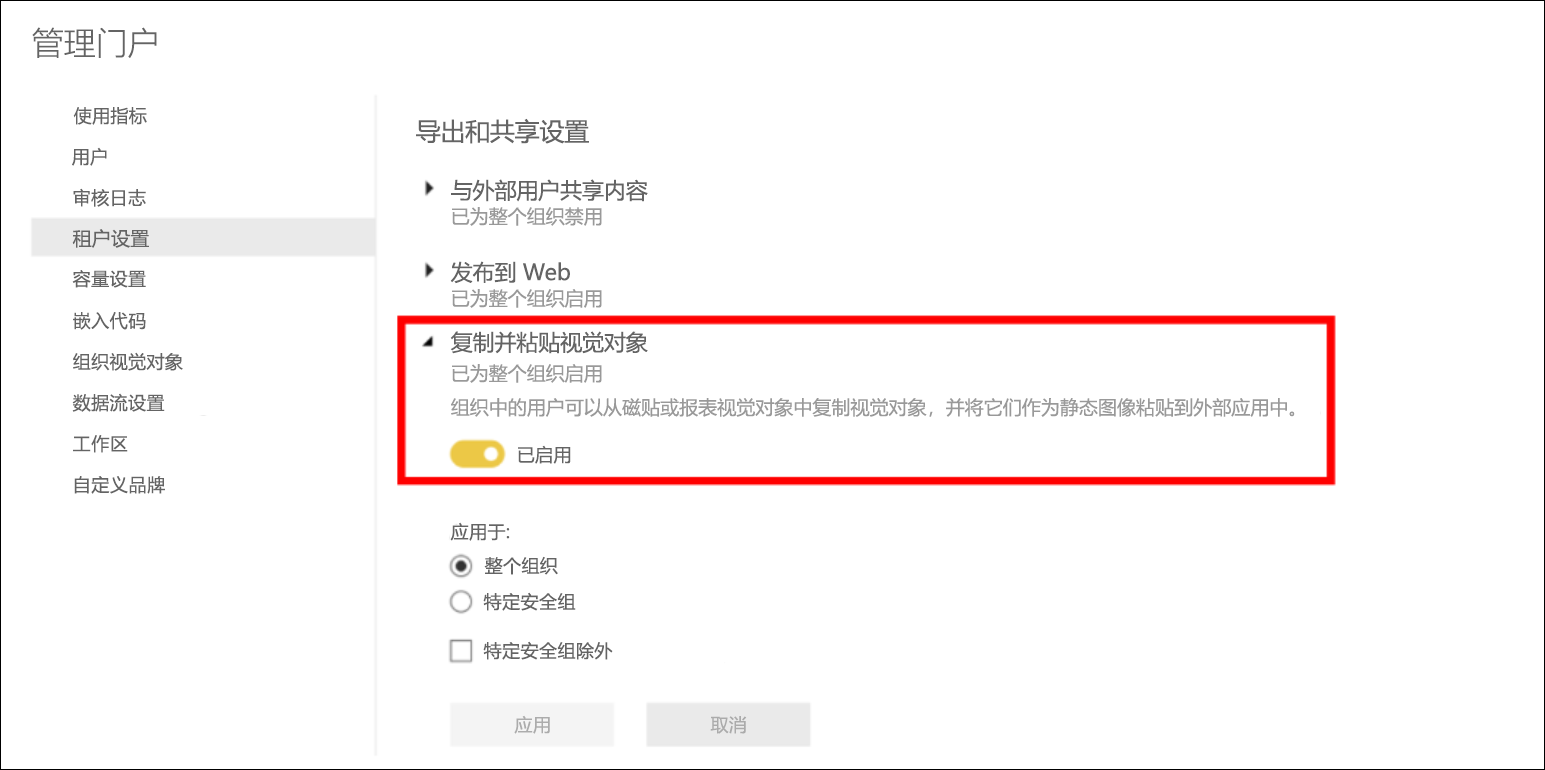 管理门户
使用指标
用户
审核日志
租户设置
容量设置
嵌入代码
组织视觉对象
数据流设置
工作区
自定义品牌
导出和共享设置
与外部用户共享内容
已为整个组织禁用
发布到 Web
已为整个组织启用
复制并粘贴视觉对象
已为整个组织启用
组织中的用户可以从磁贴或报表视觉对象中复制视觉对象，并将它们作为静态图像粘贴到外部应用中。
已启用
应用于:
整个组织
特定安全组
特定安全组除外
应用
取消